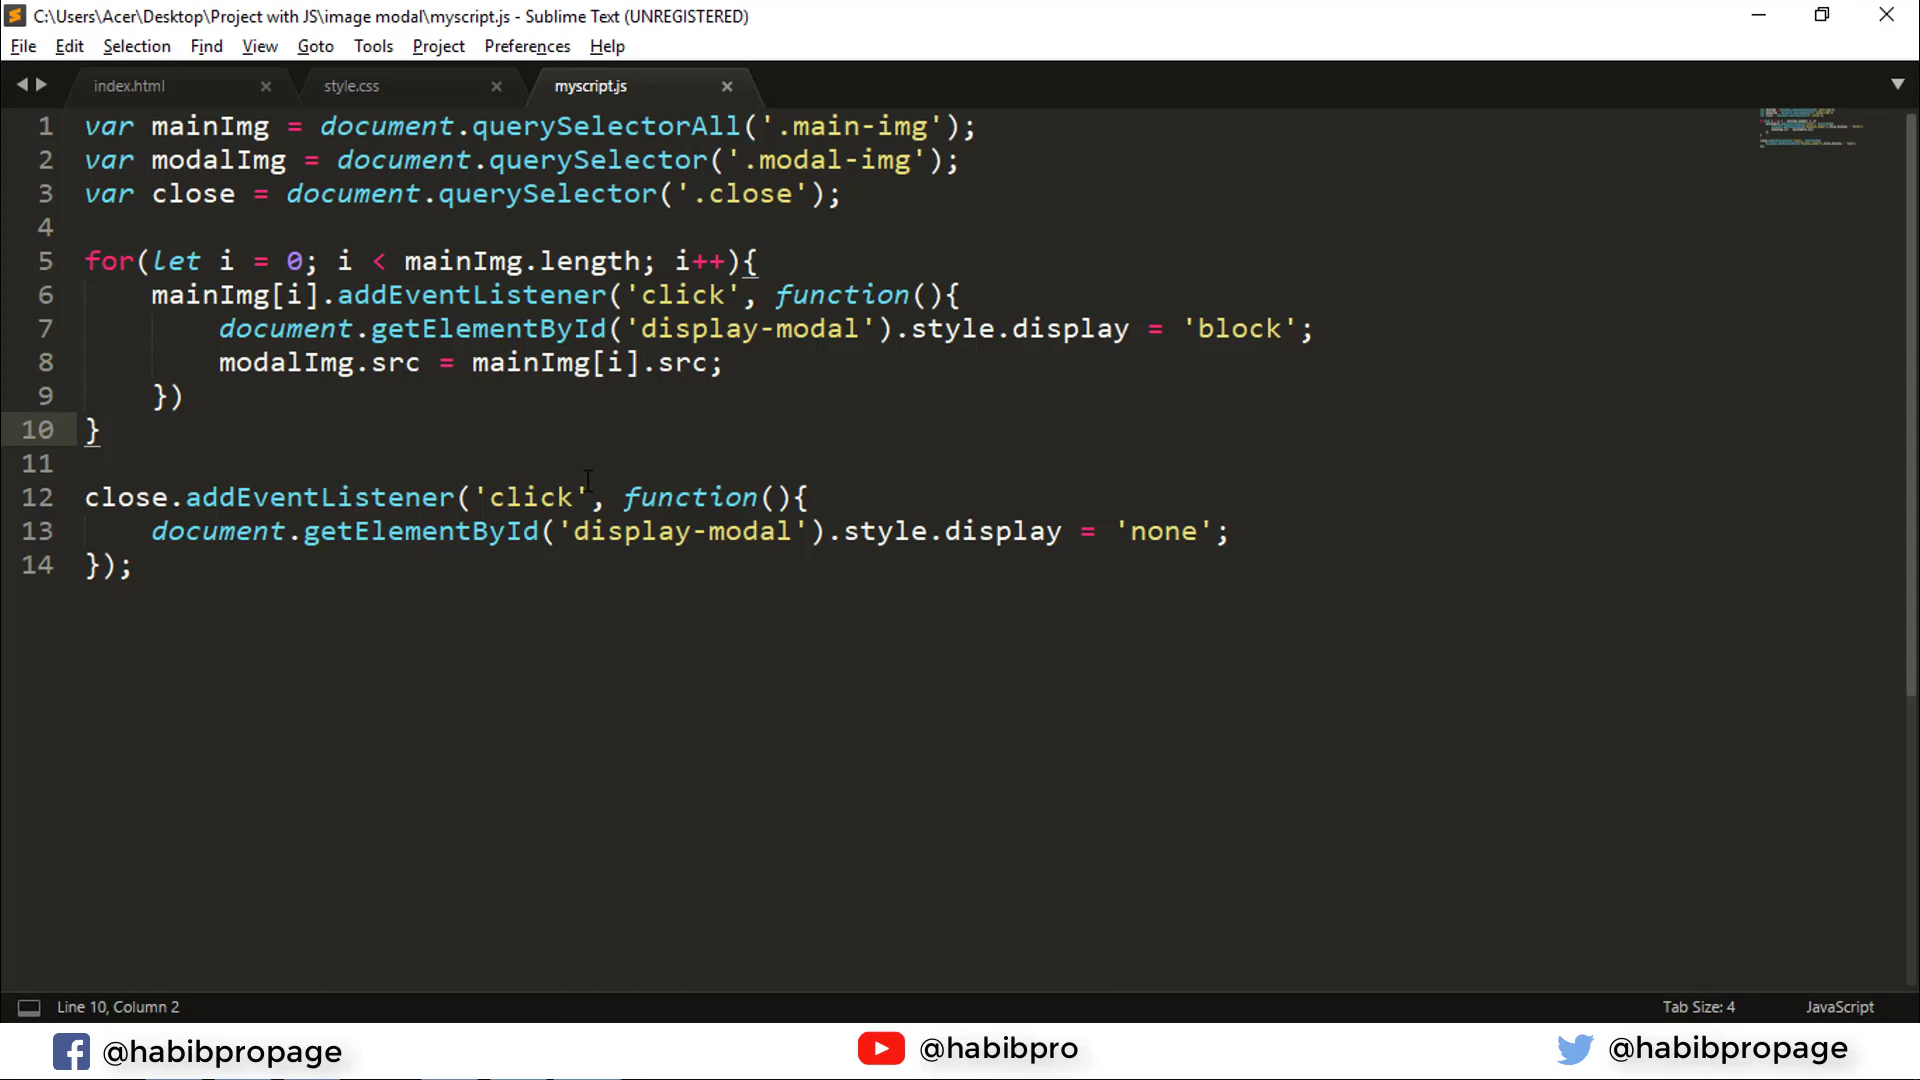 C:\Users\Acer\Desktop\Project with JS\image modal\myscript.js - Sublime Text (UNREGISTERED)
File Edit Selection Find View Goto Tools Project Preferences Help
index.html style.css myscript.js
1 var mainImg = document.querySelectorAll('.main-img');
2 var modalImg = document.querySelector('.modal-img');
3 var close = document.querySelector('.close');
4
5 for(let i = 0; i < mainImg.length; i++){
6     mainImg[i].addEventListener('click', function(){
7         document.getElementById('display-modal').style.display = 'block';
8         modalImg.src = mainImg[i].src;
9     })
10 }
11
12 close.addEventListener('click', function(){
13     document.getElementById('display-modal').style.display = 'none';
14 });
Line 10, Column 2 Tab Size: 4 JavaScript
@habibpropage @habibpro @habibpropage